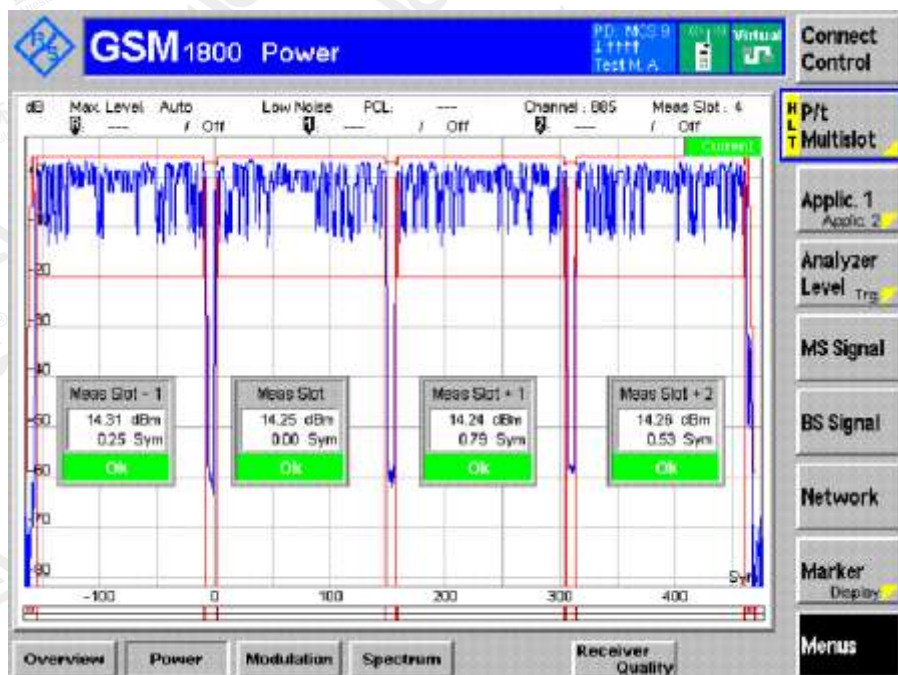 R/S
GSM 1800 Power
PD: MCS 9
Test M. A.
Virtual
Connect
Control
dB Max. Level: Auto Low Noise PCL: --- Channel : 885 Meas Slot : 4
--- / Off 1 --- / Off 2 --- / Off
Current
H
L
T
P/t
Multislot
Applic. 1
Applic. 2
Analyzer
Level Trg.
MS Signal
BS Signal
Network
Marker
Display
Menus
-20
-30
-40
-50
-60
-70
-80
Meas Slot - 1
14.31 dBm
0.25 Sym
Ok
Meas Slot
14.25 dBm
0.00 Sym
Ok
Meas Slot + 1
14.24 dBm
0.79 Sym
Ok
Meas Slot + 2
14.26 dBm
0.53 Sym
Ok
-100 0 100 200 300 400
Overview Power Modulation Spectrum Receiver
Quality